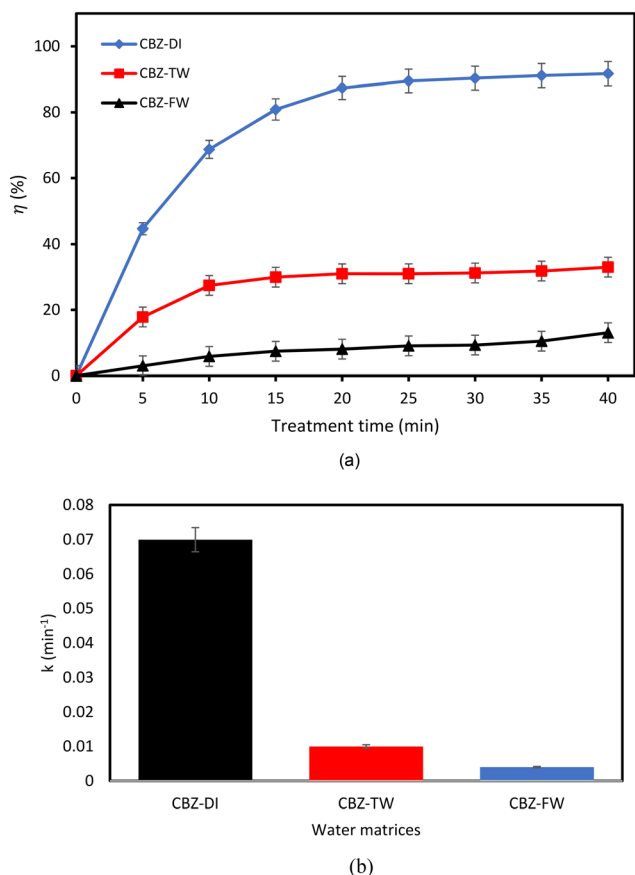 100
80
60
40
20
0
η (%)
CBZ-DI
CBZ-TW
CBZ-FW
0 5 10 15 20 25 30 35 40
Treatment time (min)
(a)
0.08
0.07
0.06
0.05
0.04
0.03
0.02
0.01
0
k (min⁻¹)
CBZ-DI CBZ-TW CBZ-FW
Water matrices
(b)